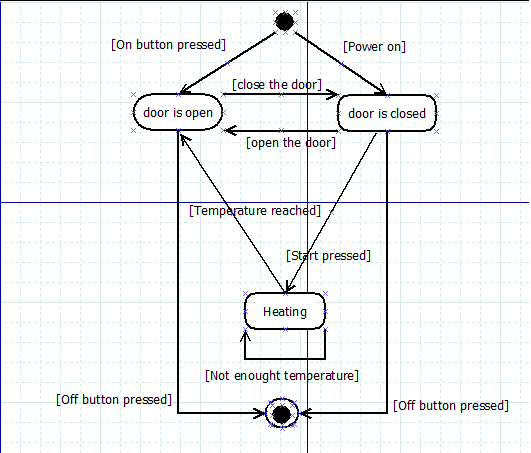 [On button pressed]
[Power on]
[close the door]
door is open
door is closed
[open the door]
[Temperature reached]
[Start pressed]
Heating
[Not enought temperature]
[Off button pressed]
[Off button pressed]